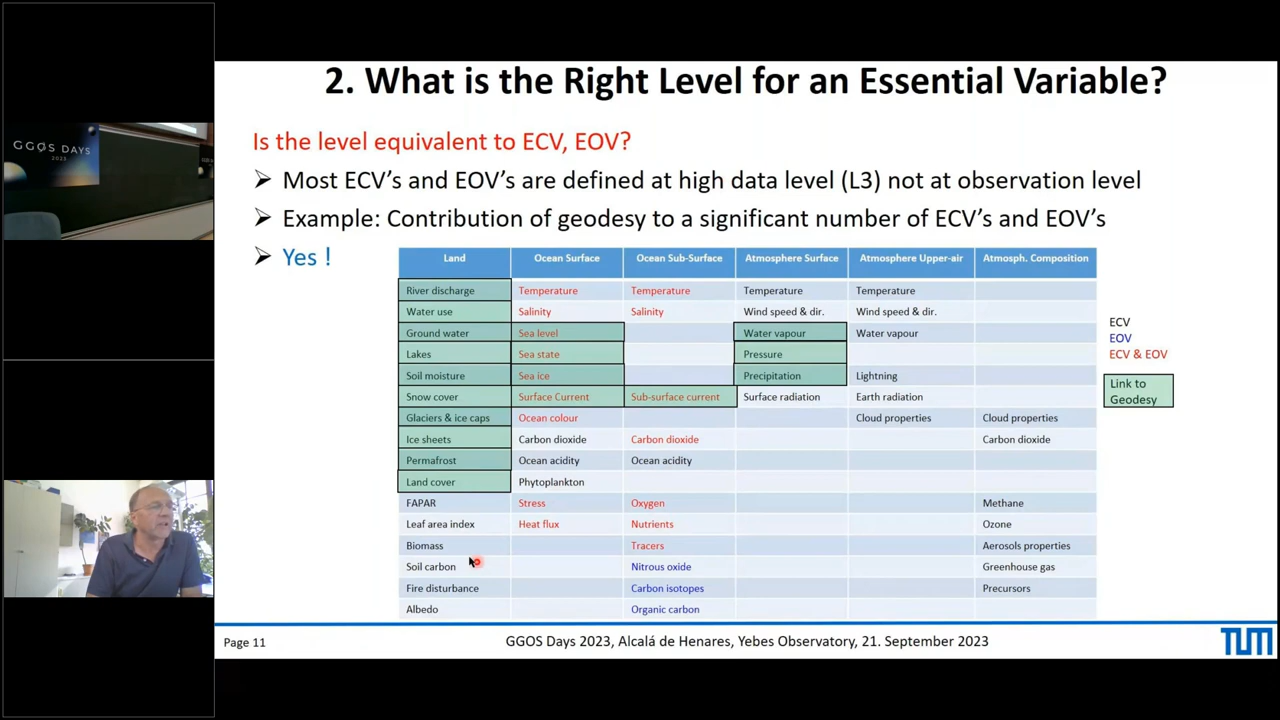 2. What is the Right Level for an Essential Variable?
Is the level equivalent to ECV, EOV?
➢ Most ECV's and EOV's are defined at high data level (L3) not at observation level
➢ Example: Contribution of geodesy to a significant number of ECV's and EOV's
➢ Yes !
Land Ocean Surface Ocean Sub-Surface Atmosphere Surface Atmosphere Upper-air Atmosph. Composition
River discharge Temperature Temperature Temperature Temperature
Water use Salinity Salinity Wind speed & dir. Wind speed & dir.
Ground water Sea level Water vapour Water vapour
Lakes Sea state Pressure
Soil moisture Sea ice Precipitation Lightning
Snow cover Surface Current Sub-surface current Surface radiation Earth radiation
Glaciers & ice caps Ocean colour Cloud properties Cloud properties
Ice sheets Carbon dioxide Carbon dioxide Carbon dioxide
Permafrost Ocean acidity Ocean acidity
Land cover Phytoplankton
FAPAR Stress Oxygen Methane
Leaf area index Heat flux Nutrients Ozone
Biomass Tracers Aerosols properties
Soil carbon Nitrous oxide Greenhouse gas
Fire disturbance Carbon isotopes Precursors
Albedo Organic carbon
ECV
EOV
ECV & EOV
Link to
Geodesy
Page 11
GGOS Days 2023, Alcalá de Henares, Yebes Observatory, 21. September 2023
TUM
GGOS DAYS
2023